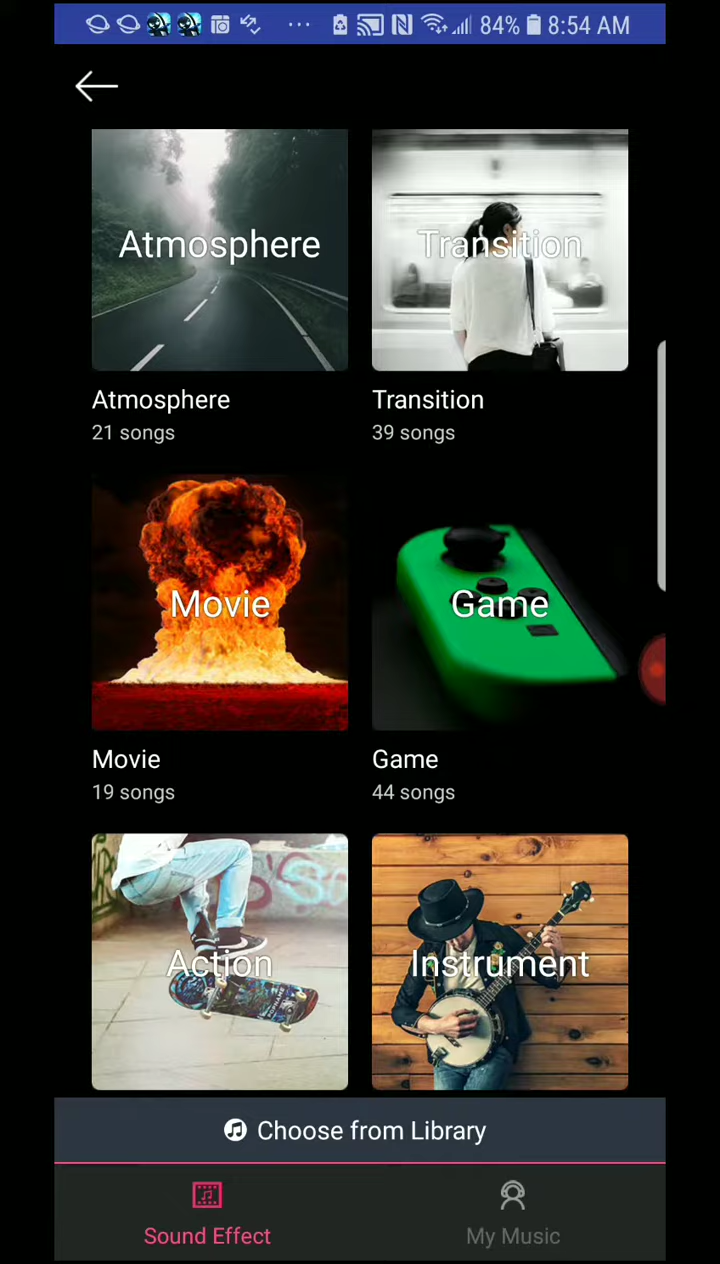 84% 8:54 AM
Atmosphere
Transition
Atmosphere
Transition
21 songs
39 songs
Movie
Game
Movie
Game
19 songs
44 songs
Action
Instrument
Choose from Library
Sound Effect
My Music